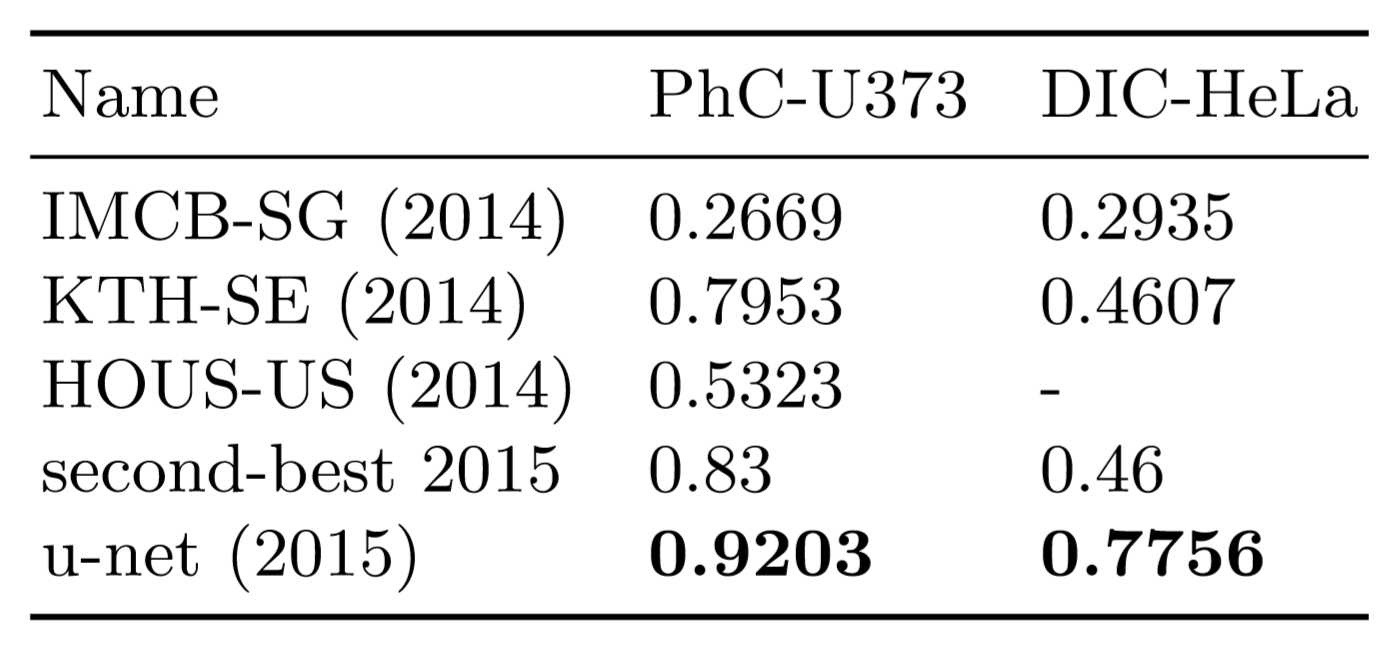 Name PhC-U373 DIC-HeLa
IMCB-SG (2014) 0.2669 0.2935
KTH-SE (2014) 0.7953 0.4607
HOUS-US (2014) 0.5323 -
second-best 2015 0.83 0.46
u-net (2015) 0.9203 0.7756